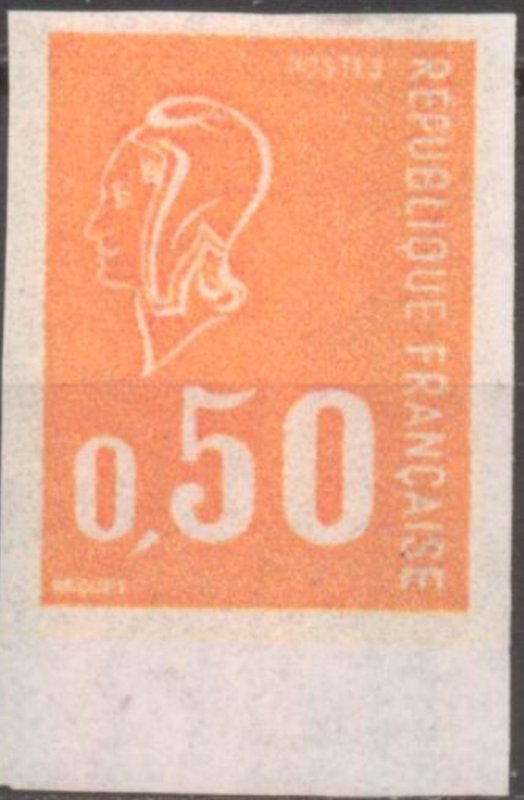 POSTES
RÉPUBLIQUE FRANÇAISE
0,50
BEQUET